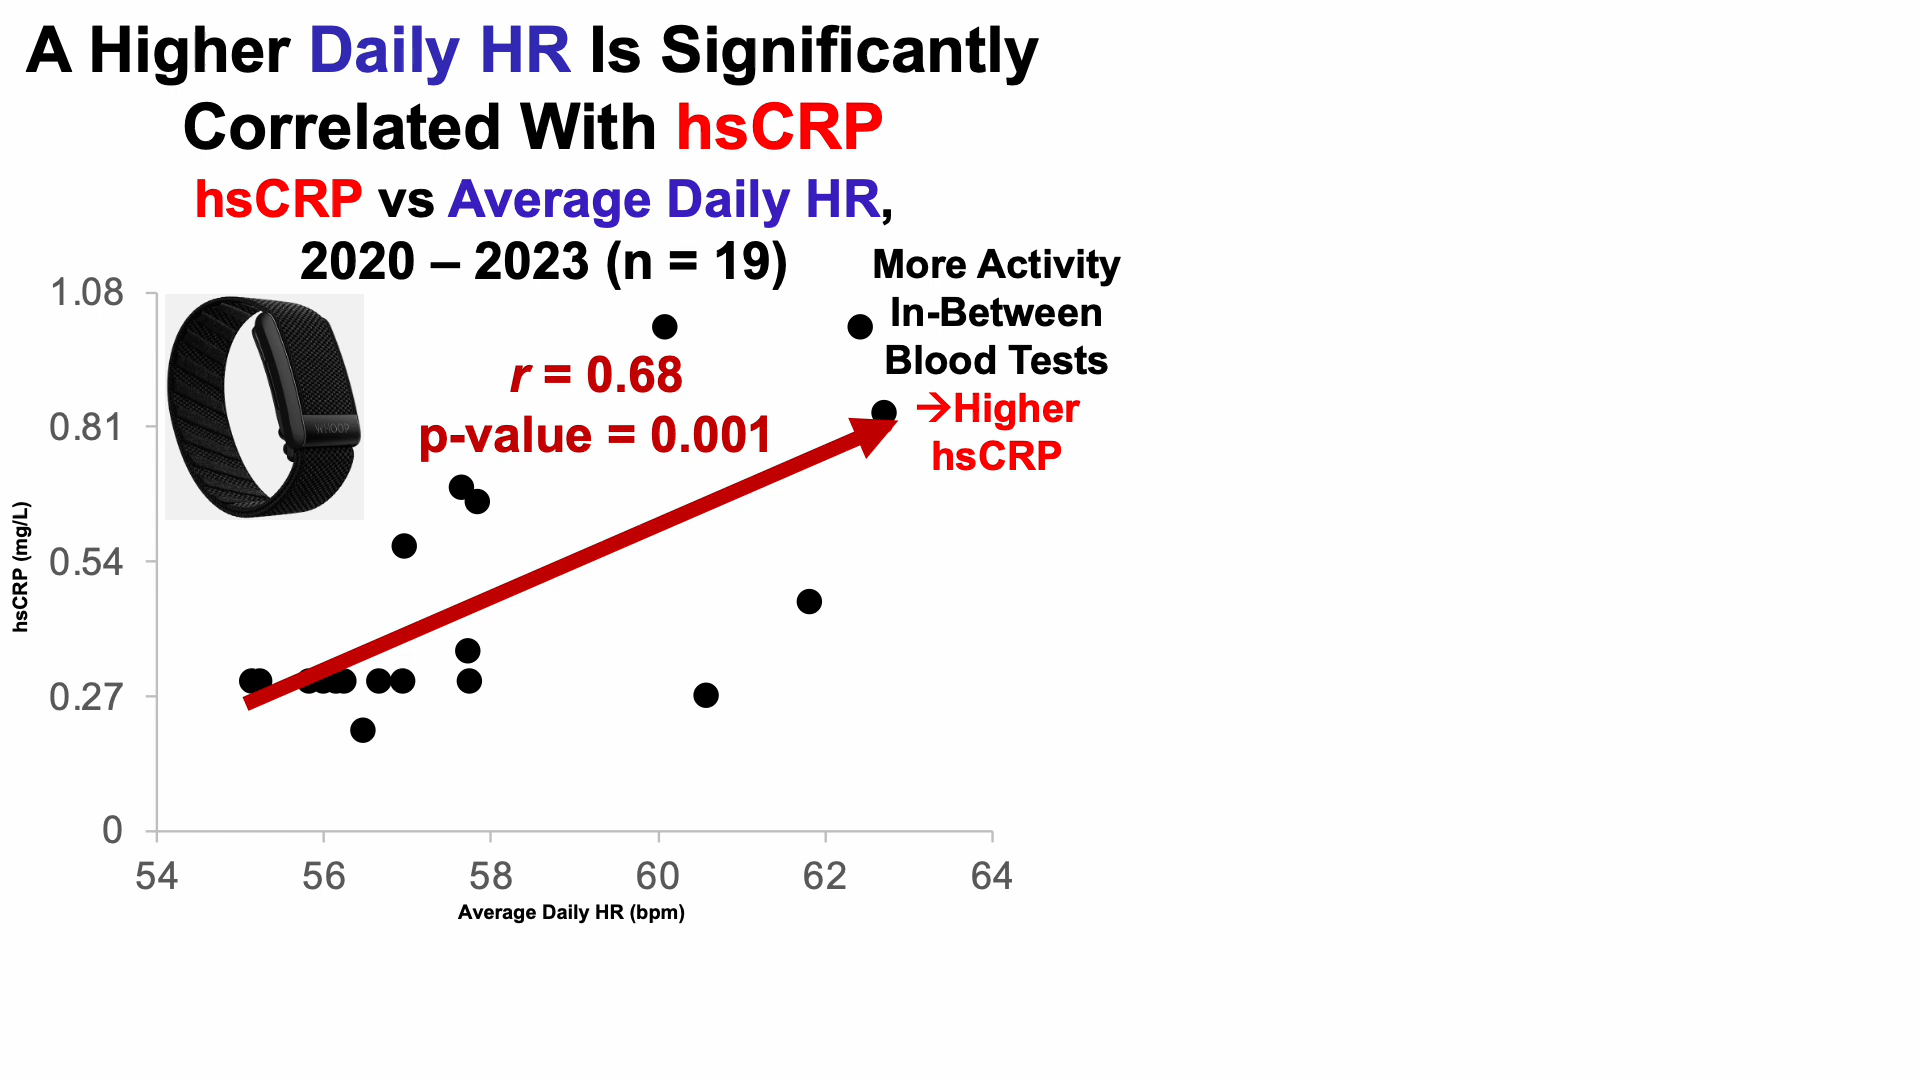 A Higher Daily HR Is Significantly
Correlated With hsCRP
hsCRP vs Average Daily HR,
2020 – 2023 (n = 19)
More Activity
In-Between
Blood Tests
→Higher
hsCRP
r = 0.68
p-value = 0.001
WHOOP
1.08
0.81
0.54
0.27
0
hsCRP (mg/L)
54 56 58 60 62 64
Average Daily HR (bpm)